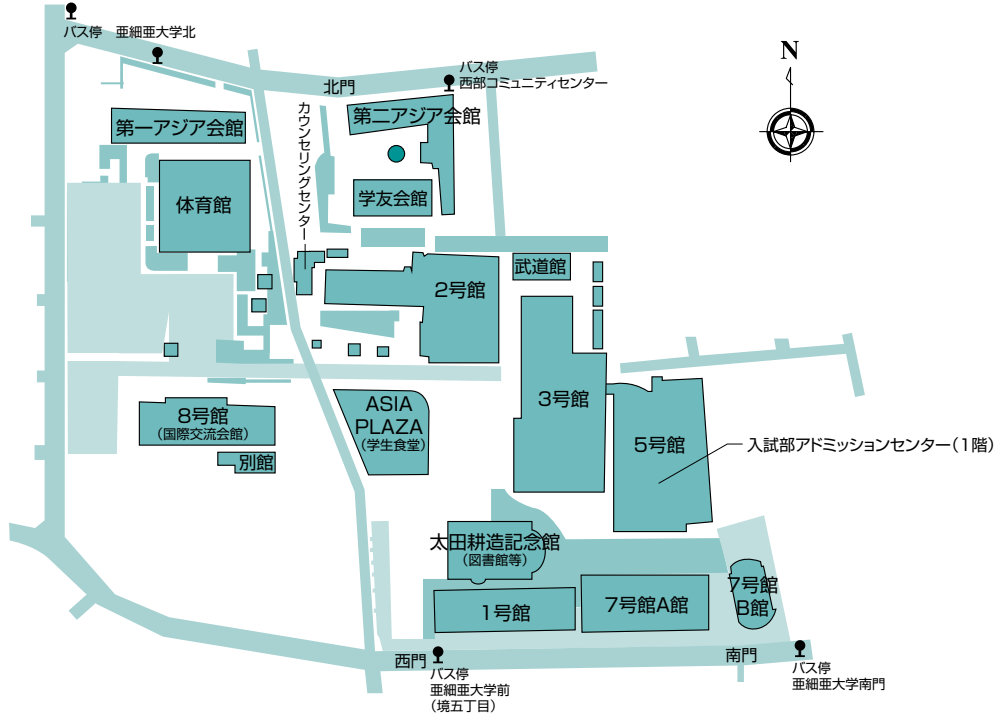 バス停　亜細亜大学北
N
バス停
西部コミュニティセンター
北門
カウンセリングセンター
第二アジア会館
第一アジア会館
学友会館
体育館
武道館
2号館
3号館
ASIA
PLAZA
(学生食堂)
8号館
(国際交流会館)
別館
5号館
入試部アドミッションセンター(1階)
太田耕造記念館
(図書館等)
1号館
7号館A館
7号館
B館
西門
南門
バス停
亜細亜大学前
(境五丁目)
バス停
亜細亜大学南門